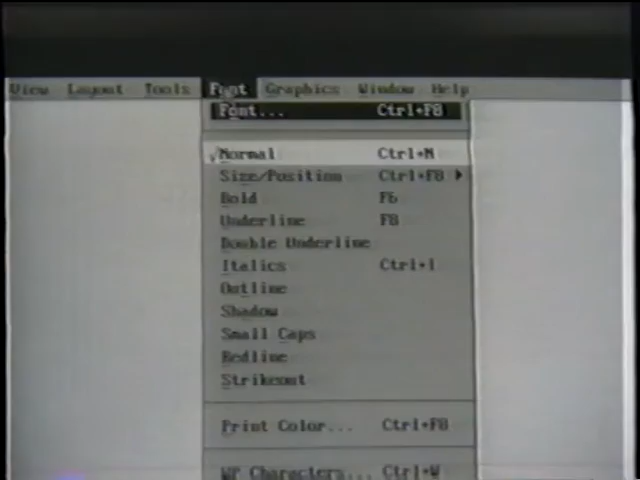 View Layout Tools Font Graphics Window Help
Font... Ctrl+F8
√Normal Ctrl+N
Size/Position Ctrl+F8 ►
Bold F6
Underline F8
Double Underline
Italics Ctrl+I
Outline
Shadow
Small Caps
Redline
Strikeout
Print Color... Ctrl+F8
WP Characters... Ctrl+W